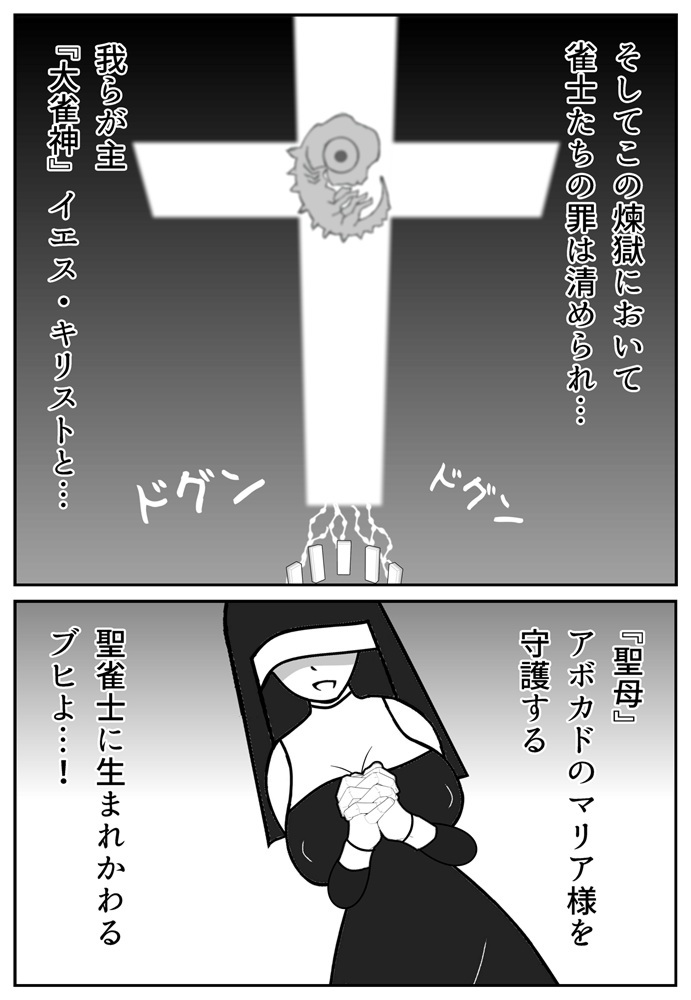 そしてこの煉獄において
雀士たちの罪は清められ…
我らが主
『大雀神』イエス・キリストと…
ドグン
ドグン
『聖母』
アボカドのマリア様を
守護する
聖雀士に生まれかわる
ブヒよ…！